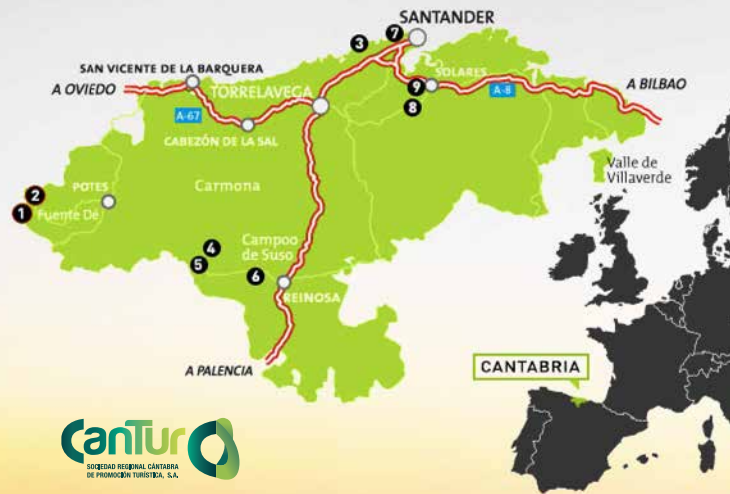 SANTANDER
7
3
SAN VICENTE DE LA BARQUERA
A OVIEDO
TORRELAVEGA
SOLARES
9
8
A-8
A BILBAO
A-67
CABEZÓN DE LA SAL
Valle de
Villaverde
POTES
Carmona
2
1
Fuente Dé
4
5
Campoo
de Suso
6
REINOSA
A PALENCIA
CANTABRIA
CanTur
SOCIEDAD REGIONAL CÁNTABRA
DE PROMOCIÓN TURÍSTICA, S.A.